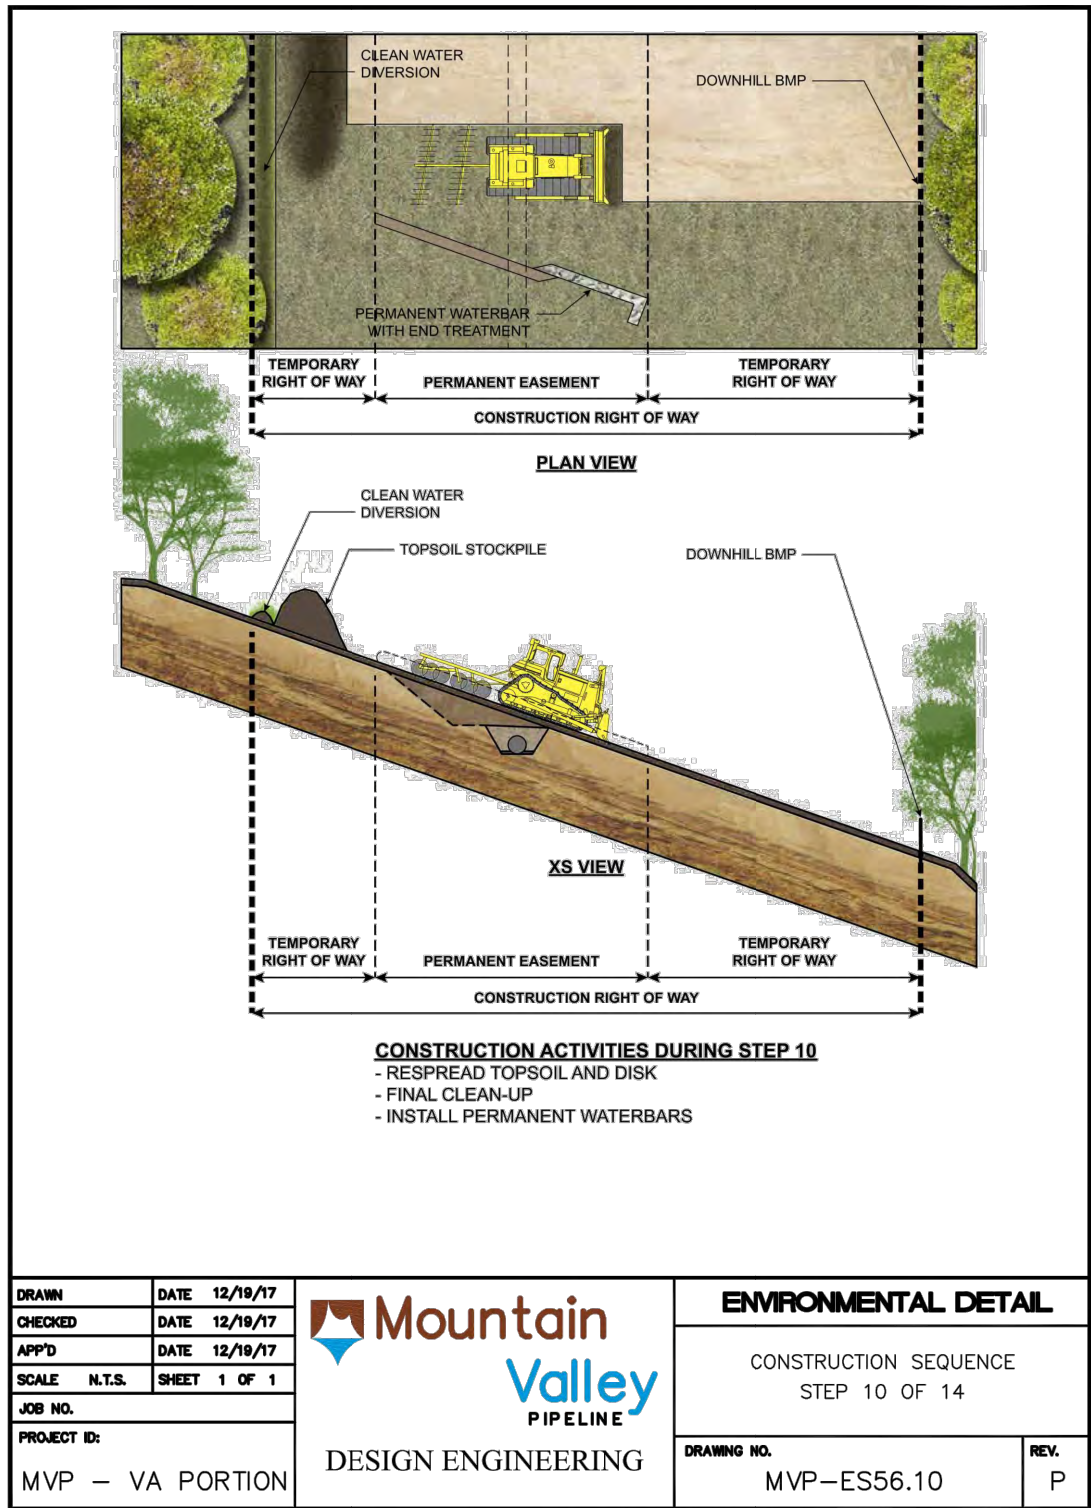 CLEAN WATER
DIVERSION
DOWNHILL BMP
PERMANENT WATERBAR
WITH END TREATMENT
TEMPORARY
RIGHT OF WAY
PERMANENT EASEMENT
TEMPORARY
RIGHT OF WAY
CONSTRUCTION RIGHT OF WAY
PLAN VIEW
CLEAN WATER
DIVERSION
TOPSOIL STOCKPILE
DOWNHILL BMP
XS VIEW
TEMPORARY
RIGHT OF WAY
PERMANENT EASEMENT
TEMPORARY
RIGHT OF WAY
CONSTRUCTION RIGHT OF WAY
CONSTRUCTION ACTIVITIES DURING STEP 10
- RESPREAD TOPSOIL AND DISK
- FINAL CLEAN-UP
- INSTALL PERMANENT WATERBARS
DRAWN DATE 12/19/17
CHECKED DATE 12/19/17
APP'D DATE 12/19/17
SCALE N.T.S. SHEET 1 OF 1
JOB NO.
PROJECT ID:
MVP - VA PORTION
Mountain
Valley
PIPELINE
DESIGN ENGINEERING
ENVIRONMENTAL DETAIL
CONSTRUCTION SEQUENCE
STEP 10 OF 14
DRAWING NO.
MVP-ES56.10
REV.
P